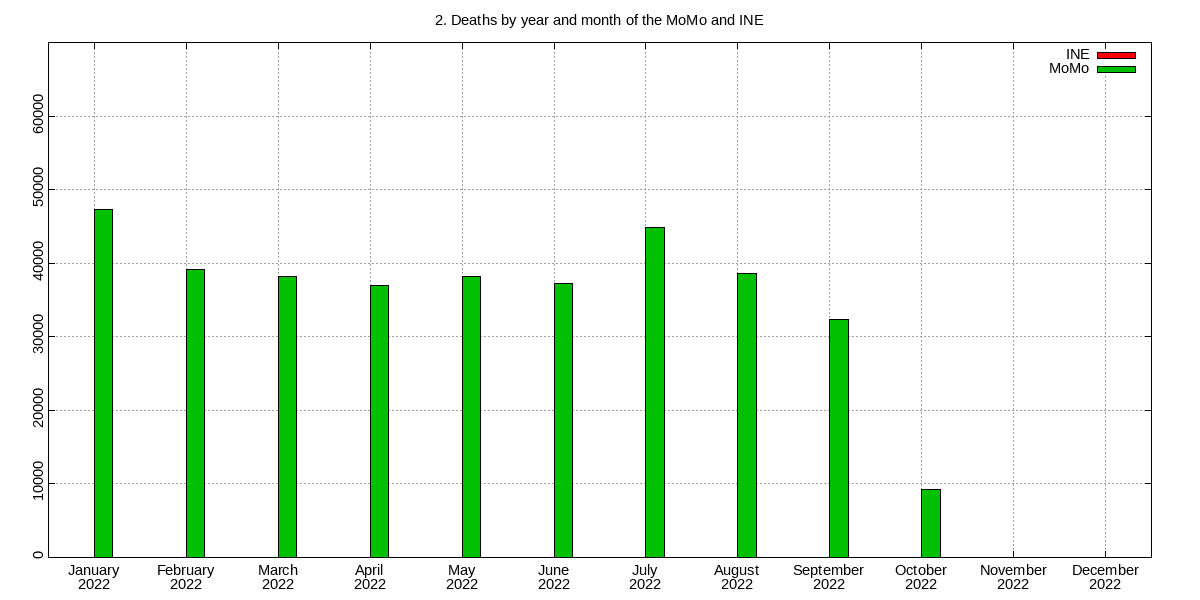 2. Deaths by year and month of the MoMo and INE
INE
MoMo
60000
50000
40000
30000
20000
10000
0
January February March April May June July August September October November December
2022 2022 2022 2022 2022 2022 2022 2022 2022 2022 2022 2022